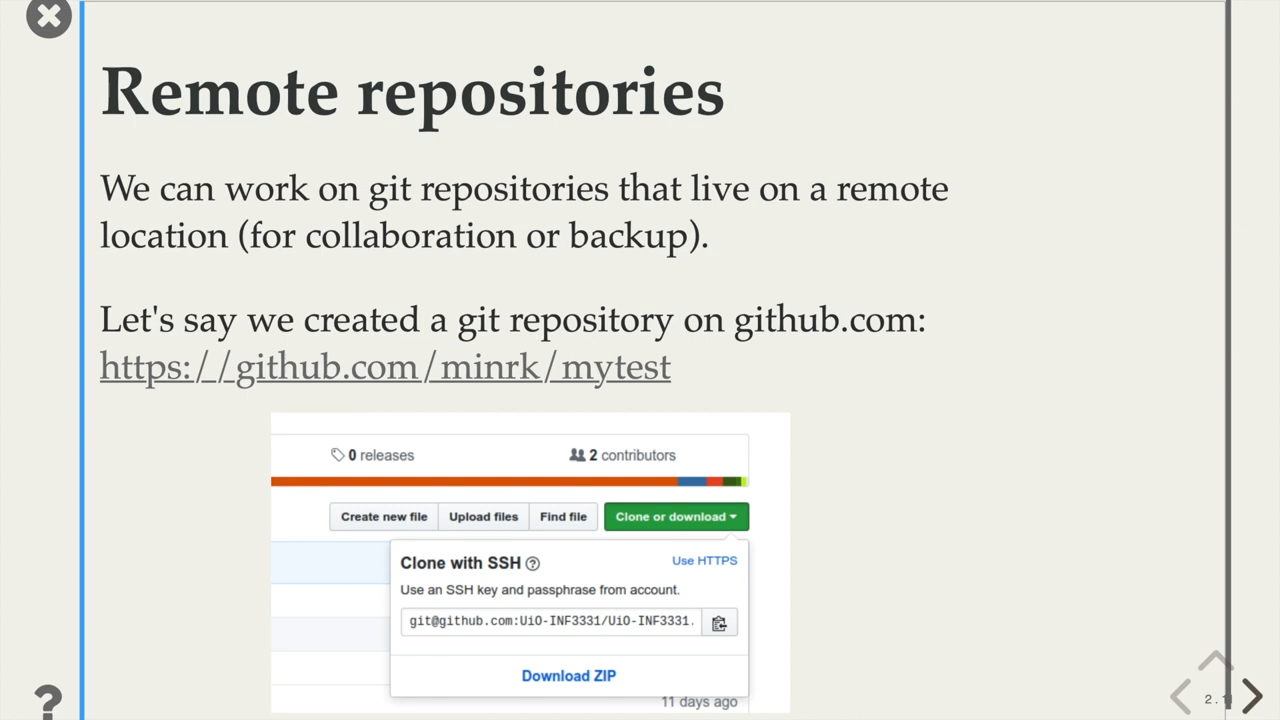 Remote repositories
We can work on git repositories that live on a remote
location (for collaboration or backup).
Let's say we created a git repository on github.com:
https://github.com/minrk/mytest
0 releases
2 contributors
Create new file
Upload files
Find file
Clone or download
Clone with SSH ?
Use HTTPS
Use an SSH key and passphrase from account.
git@github.com:UiO-INF3331/UiO-INF3331.
Download ZIP
11 days ago
?